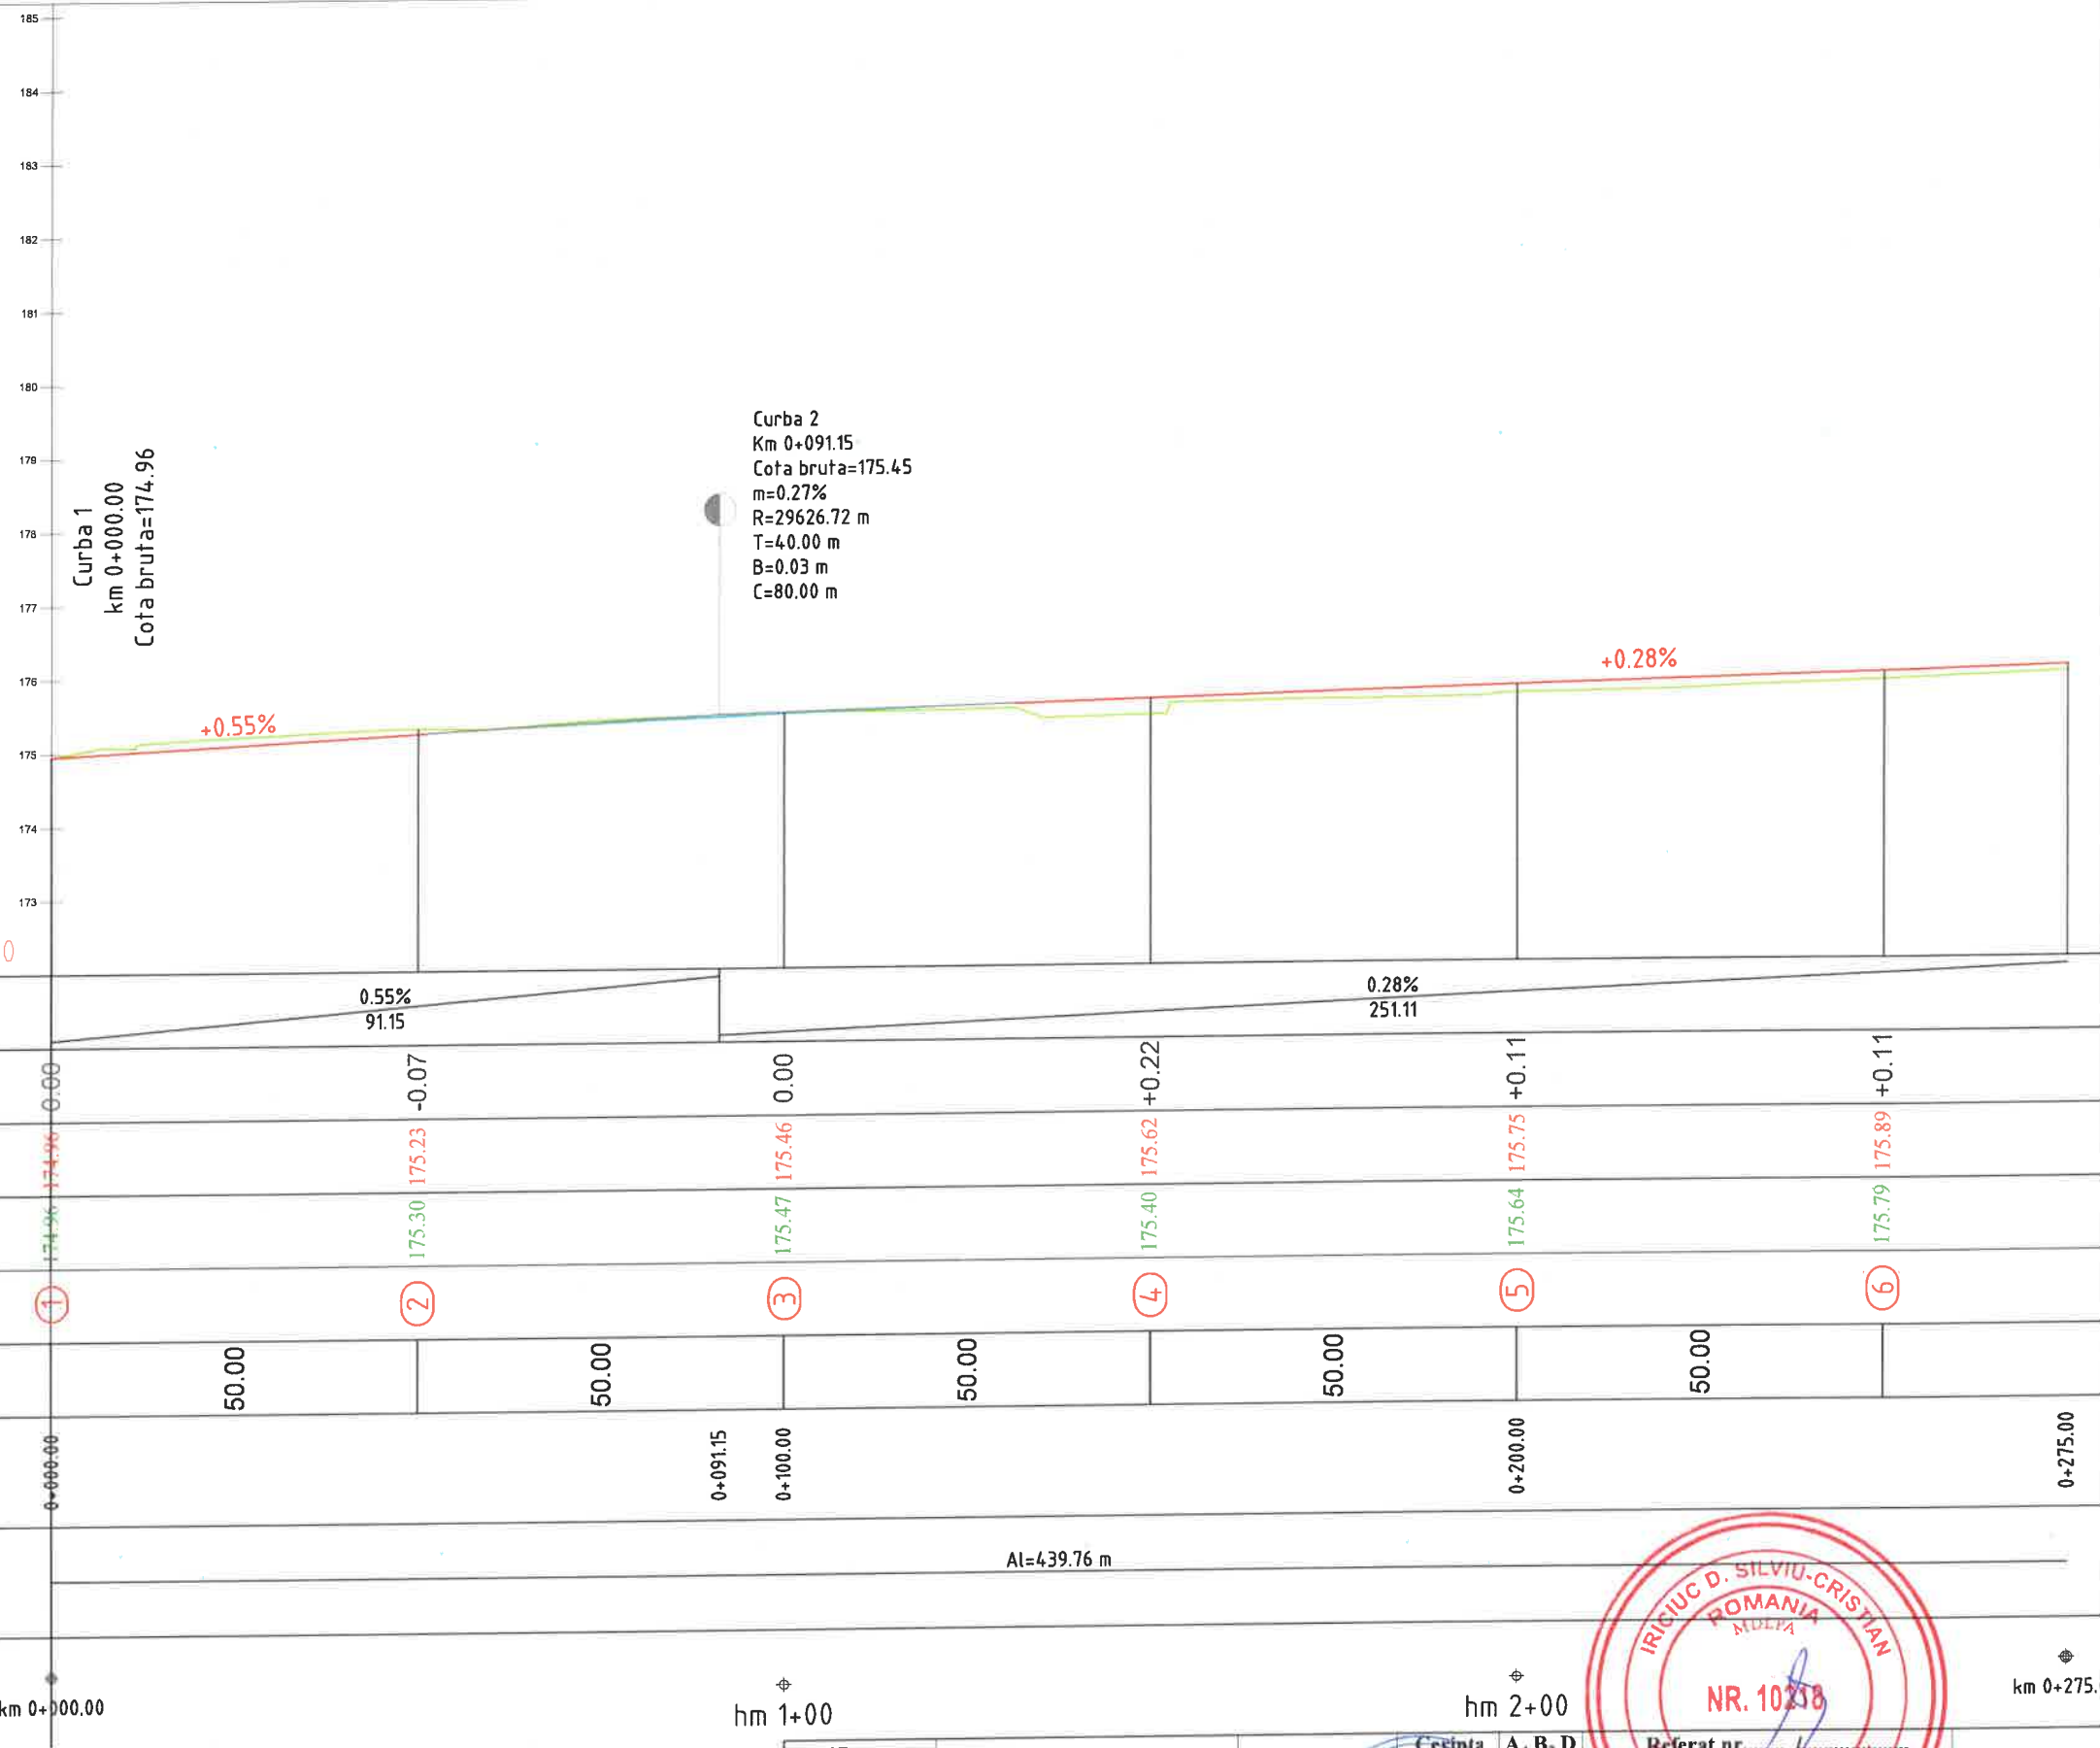 185
184
183
182
181
180
179
178
177
176
175
174
173
0
Curba 1
km 0+000.00
Cota bruta=174.96
Curba 2
Km 0+091.15
Cota bruta=175.45
m=0.27%
R=29626.72 m
T=40.00 m
B=0.03 m
C=80.00 m
+0.55%
+0.28%
0.55%
91.15
0.28%
251.11
0.00 -0.07 0.00 +0.22 +0.11 +0.11
174.96 175.23 175.46 175.62 175.75 175.89
174.96 175.30 175.47 175.40 175.64 175.79
1 2 3 4 5 6
50.00 50.00 50.00 50.00 50.00
0+000.00 0+091.15 0+100.00 0+200.00 0+275.00
Al=439.76 m
km 0+000.00
hm 1+00
hm 2+00
km 0+275.
IRICIUC D. SILVIU-CRISTIAN
ROMANIA
MDLPA
NR. 10218
Cerinta A, B, D Referat nr.